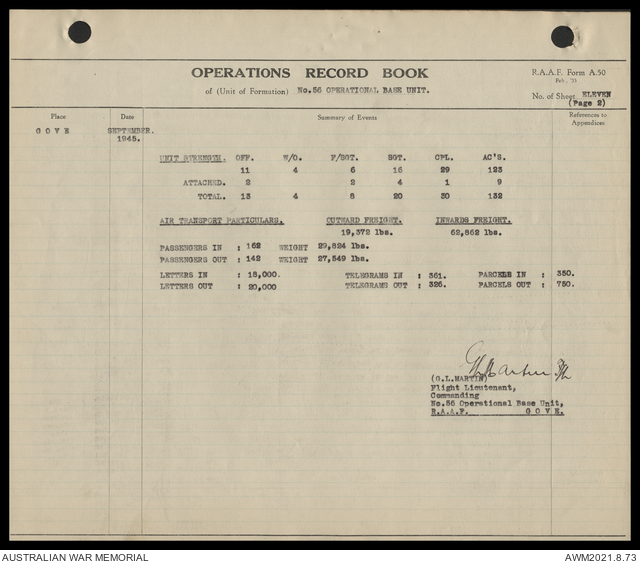 OPERATIONS RECORD BOOK
R.A.A.F. Form A.50
Feb., '33
of (Unit of Formation) No.56 OPERATIONAL BASE UNIT.
No. of Sheet ELEVEN
(Page 2)
Place Date Summary of Events References to Appendices
G O V E SEPTEMBER. 1945.
UNIT STRENGTH. OFF. W/O. F/SGT. SGT. CPL. AC'S.
11 4 6 16 29 123
ATTACHED. 2 2 4 1 9
TOTAL. 13 4 8 20 30 132
AIR TRANSPORT PARTICULARS. OUTWARD FREIGHT. INWARDS FREIGHT.
19,372 lbs. 62,862 lbs.
PASSENGERS IN : 162 WEIGHT 29,824 lbs.
PASSENGERS OUT : 142 WEIGHT 27,549 lbs.
LETTERS IN : 18,000. TELEGRAMS IN : 361. PARCELS IN : 350.
LETTERS OUT : 20,000 TELEGRAMS OUT : 326. PARCELS OUT : 750.
G L Martin F/L
(G.L.MARTIN)
Flight Lieutenant,
Commanding
No.56 Operational Base Unit,
R.A.A.F. G O V E.
AUSTRALIAN WAR MEMORIAL AWM2021.8.73